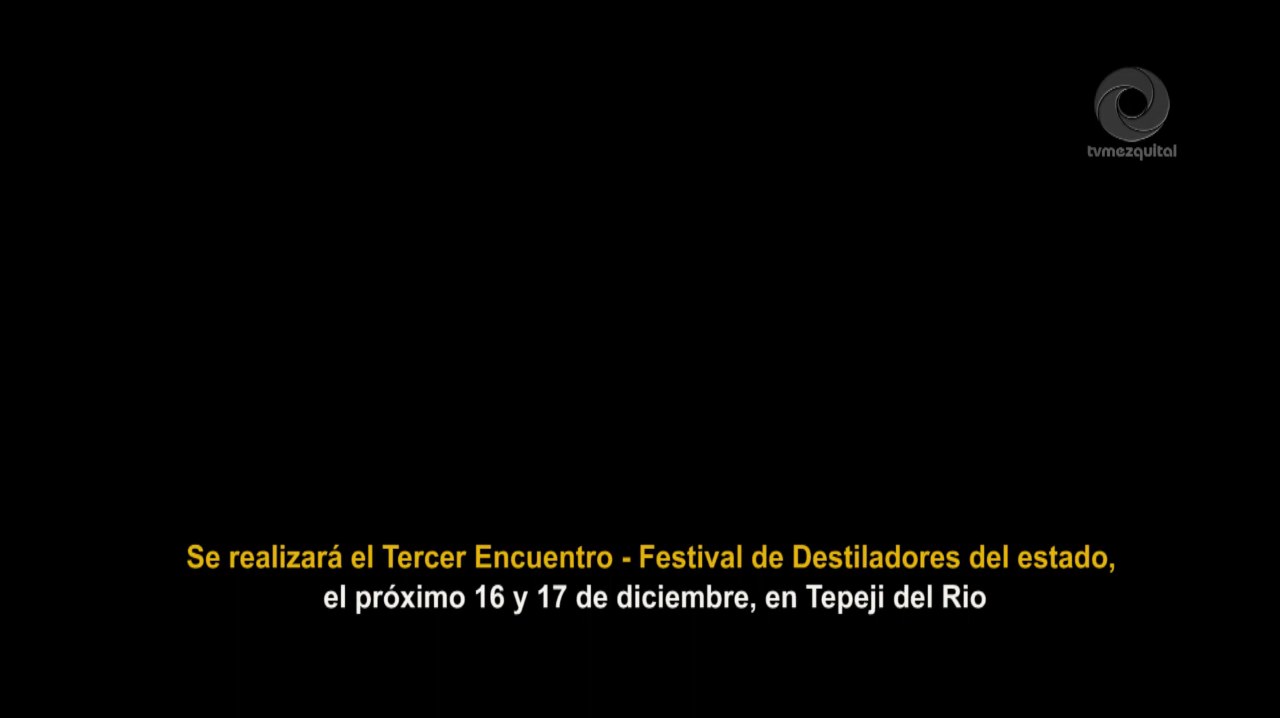 tvmezquital
Se realizará el Tercer Encuentro - Festival de Destiladores del estado,
el próximo 16 y 17 de diciembre, en Tepeji del Rio